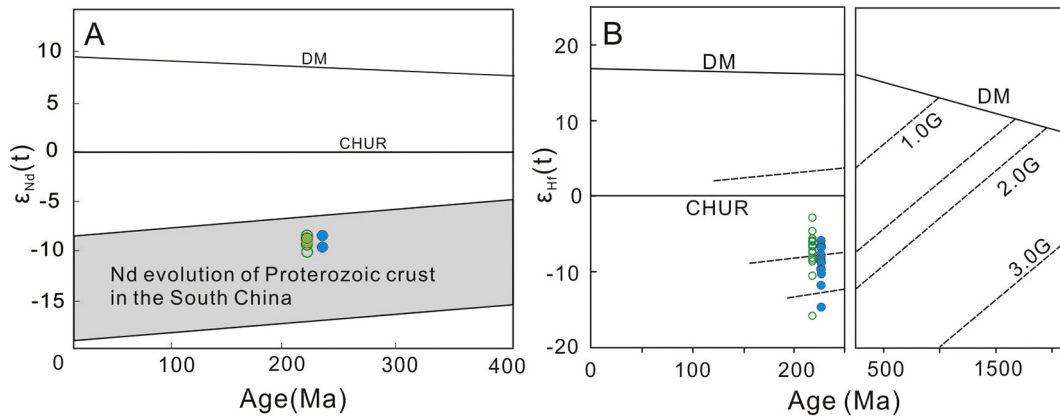 A
10
5
0
-5
-10
-15
0
100
200
300
400
ε Nd (t)
Age(Ma)
DM
CHUR
Nd evolution of Proterozoic crust
in the South China
B
20
10
0
-10
-20
0
100
200
500
1500
ε Hf (t)
Age (Ma)
DM
CHUR
DM
1.0G
2.0G
3.0G